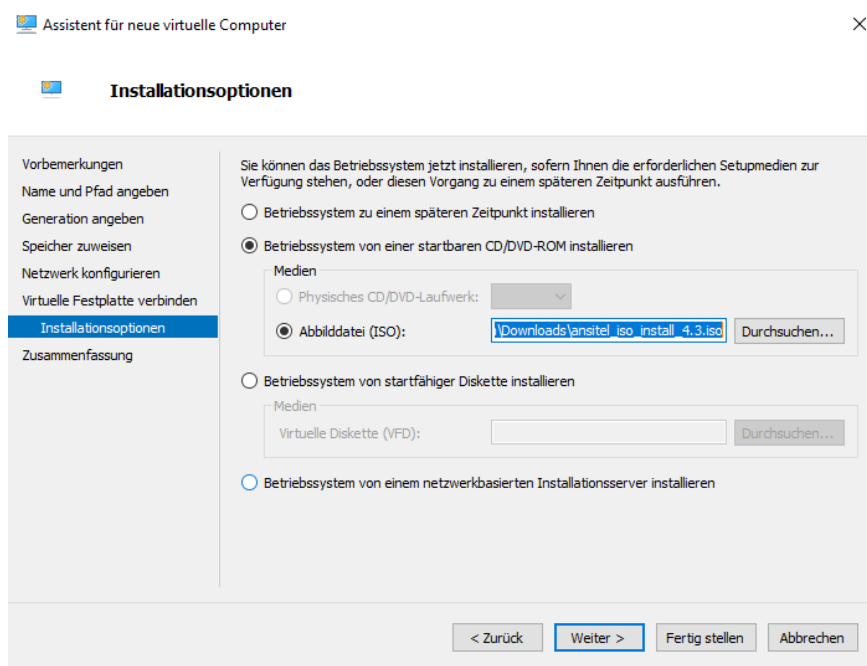 Assistent für neue virtuelle Computer
Installationsoptionen
Vorbemerkungen
Name und Pfad angeben
Generation angeben
Speicher zuweisen
Netzwerk konfigurieren
Virtuelle Festplatte verbinden
Installationsoptionen
Zusammenfassung
Sie können das Betriebssystem jetzt installieren, sofern Ihnen die erforderlichen Setupmedien zur
Verfügung stehen, oder diesen Vorgang zu einem späteren Zeitpunkt ausführen.
Betriebssystem zu einem späteren Zeitpunkt installieren
Betriebssystem von einer startbaren CD/DVD-ROM installieren
Medien
Physisches CD/DVD-Laufwerk:
Abbilddatei (ISO): \Downloads\ansitel_iso_install_4.3.iso Durchsuchen...
Betriebssystem von startfähiger Diskette installieren
Medien
Virtuelle Diskette (VFD): Durchsuchen...
Betriebssystem von einem netzwerkbasierten Installationsserver installieren
< Zurück Weiter > Fertig stellen Abbrechen